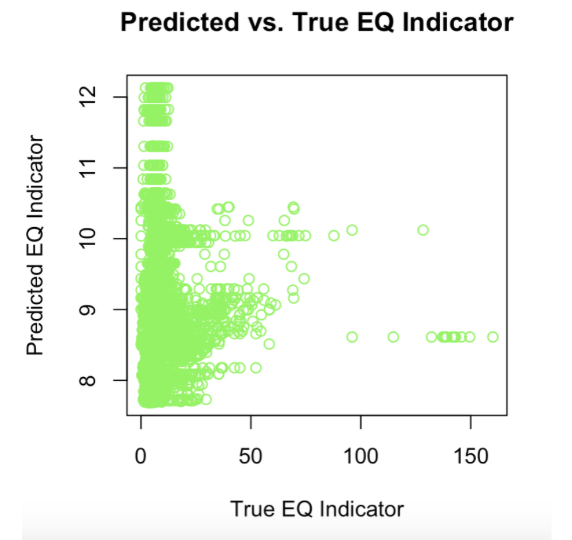 Predicted vs. True EQ Indicator
12
11
10
9
8
Predicted EQ Indicator
0 50 100 150
True EQ Indicator